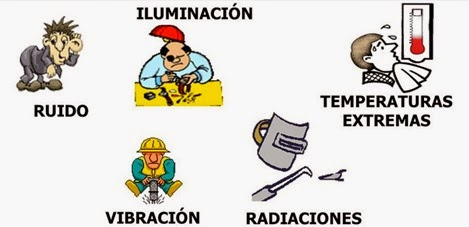 ILUMINACIÓN
RUIDO
TEMPERATURAS
EXTREMAS
VIBRACIÓN
RADIACIONES